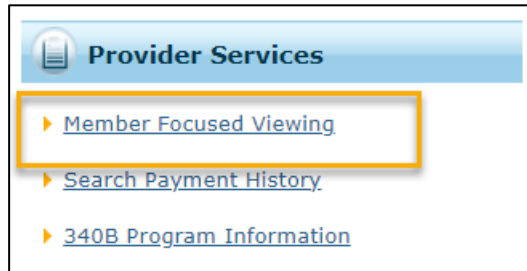 Provider Services
Member Focused Viewing
Search Payment History
340B Program Information